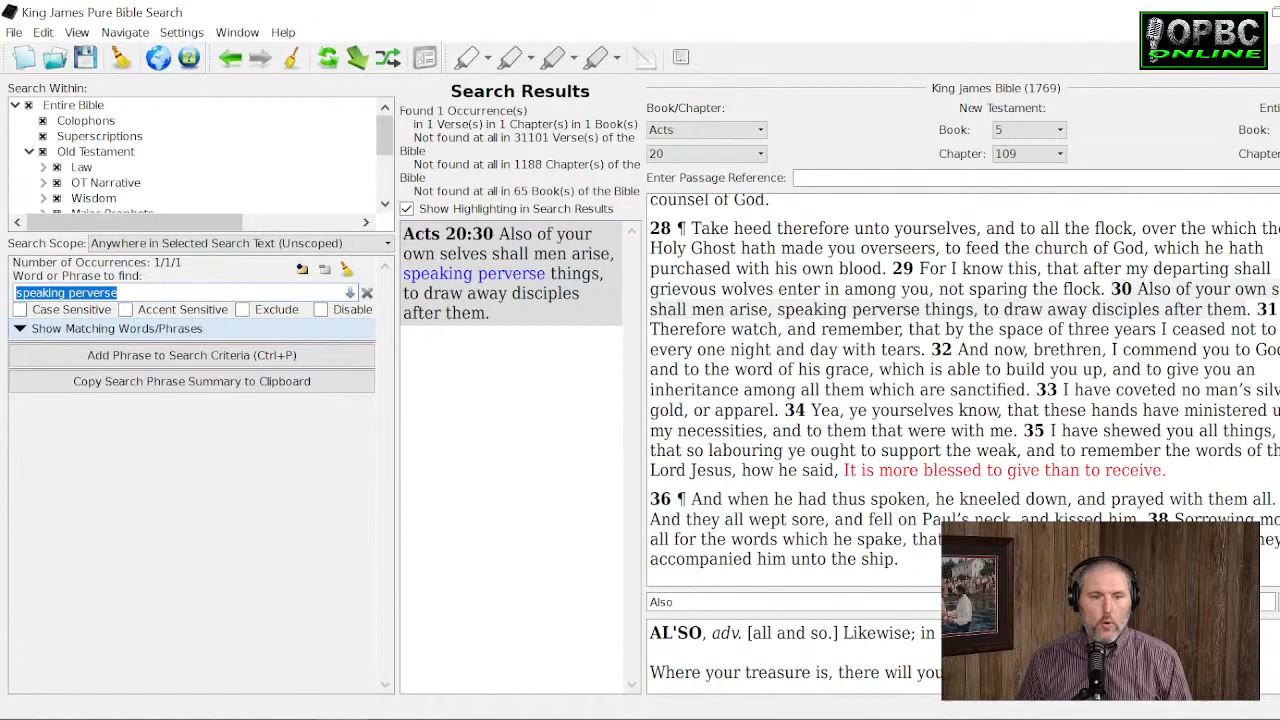 King James Pure Bible Search
OPBC
ONLINE
File Edit View Navigate Settings Window Help
Search Within:
Entire Bible
Colophons
Superscriptions
Old Testament
Law
OT Narrative
Wisdom
Major Prophets
Search Scope: Anywhere in Selected Search Text (Unscoped)
Number of Occurrences: 1/1/1
Word or Phrase to find:
speaking perverse
Case Sensitive Accent Sensitive Exclude Disable
Show Matching Words/Phrases
Add Phrase to Search Criteria (Ctrl+P)
Copy Search Phrase Summary to Clipboard
Search Results
Found 1 Occurrence(s)
in 1 Verse(s) in 1 Chapter(s) in 1 Book(s)
Not found at all in 31101 Verse(s) of the
Bible
Not found at all in 1188 Chapter(s) of the
Bible
Not found at all in 65 Book(s) of the Bible
Show Highlighting in Search Results
Acts 20:30 Also of your
own selves shall men arise,
speaking perverse things,
to draw away disciples
after them.
King James Bible (1769)
Book/Chapter: New Testament: Enti
Acts Book: 5 Book:
20 Chapter: 109 Chapte
Enter Passage Reference:
counsel of God.
28 ¶ Take heed therefore unto yourselves, and to all the flock, over the which the
Holy Ghost hath made you overseers, to feed the church of God, which he hath
purchased with his own blood. 29 For I know this, that after my departing shall
grievous wolves enter in among you, not sparing the flock. 30 Also of your own s
shall men arise, speaking perverse things, to draw away disciples after them. 31
Therefore watch, and remember, that by the space of three years I ceased not to
every one night and day with tears. 32 And now, brethren, I commend you to Go
and to the word of his grace, which is able to build you up, and to give you an
inheritance among all them which are sanctified. 33 I have coveted no man's silv
gold, or apparel. 34 Yea, ye yourselves know, that these hands have ministered u
my necessities, and to them that were with me. 35 I have shewed you all things,
that so labouring ye ought to support the weak, and to remember the words of th
Lord Jesus, how he said, It is more blessed to give than to receive.
36 ¶ And when he had thus spoken, he kneeled down, and prayed with them all.
And they all wept sore, and fell on Paul's neck, and kissed him, 38 Sorrowing mo
all for the words which he spake, tha hey
accompanied him unto the ship.
Also
AL'SO, adv. [all and so.] Likewise; in
Where your treasure is, there will you